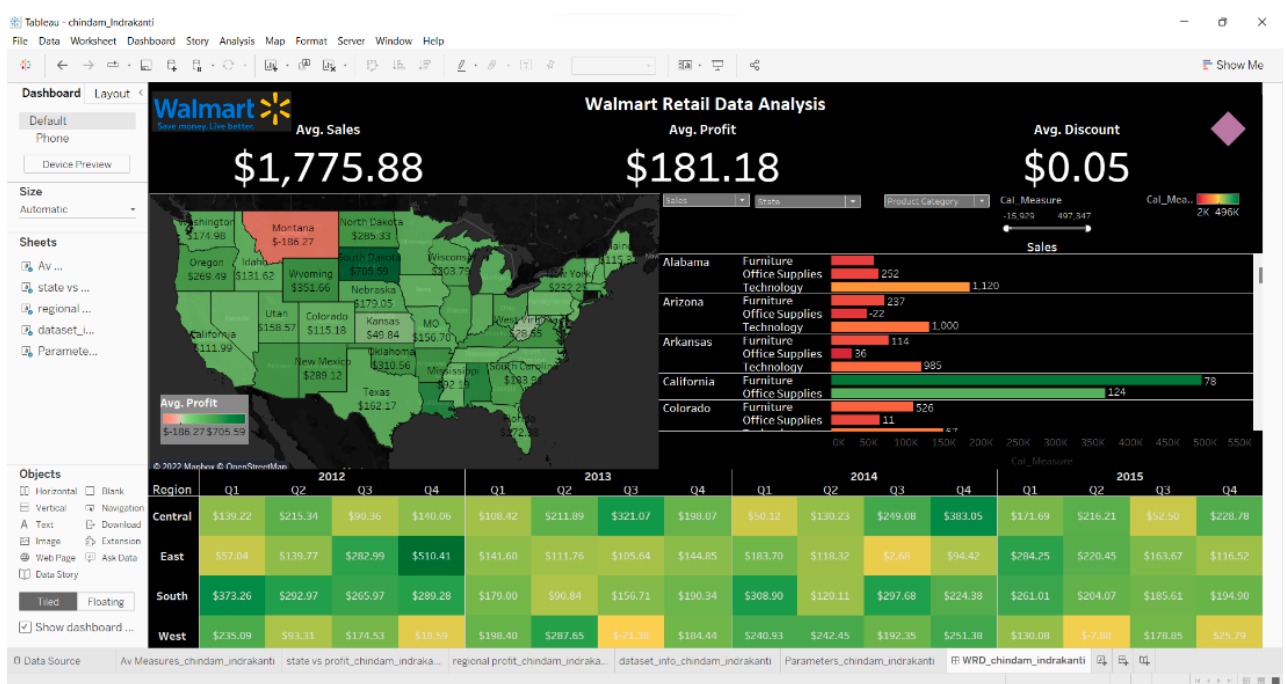 Tableau - chindam_Indrakanti
File Data Worksheet Dashboard Story Analysis Map Format Server Window Help
Show Me
Dashboard Layout
Default
Phone
Device Preview
Size
Automatic
Sheets
Av ...
state vs ...
regional ...
dataset_i...
Paramete...
Objects
Horizontal Blank
Vertical Navigation
A Text Download
Image Extension
Web Page Ask Data
Data Story
Tiled Floating
Show dashboard ...
Walmart
Save money. Live better.
Walmart Retail Data Analysis
Avg. Sales Avg. Profit Avg. Discount
$1,775.88 $181.18 $0.05
Washington
$174.98
Montana
$-186.27
North Dakota
$285.33
Oregon
$269.49
Idaho
$131.62
Wyoming
$351.66
South Dakota
$705.59
Nebraska
$179.05
Utah
$158.57
Colorado
$115.18
Kansas
$49.84
MO
$156.70
California
$111.99
New Mexico
$289.12
Oklahoma
$310.56
Texas
$162.17
Mississippi
$92.19
South Carolina
Avg. Profit
$-186.27 $705.59
© 2022 Mapbox © OpenStreetMap
Sales State Product Category Cal_Measure Cal_Mea..
-15,929 497,347 2K 496K
Sales
Alabama Furniture
Office Supplies 252
Technology 1,120
Arizona Furniture 237
Office Supplies -22
Technology 1,000
Arkansas Furniture 114
Office Supplies 36
Technology 985
California Furniture 78
Office Supplies 124
Colorado Furniture 526
Office Supplies 11
0K 50K 100K 150K 200K 250K 300K 350K 400K 450K 500K 550K
Cal_Measure
2012 2013 2014 2015
Region Q1 Q2 Q3 Q4 Q1 Q2 Q3 Q4 Q1 Q2 Q3 Q4 Q1 Q2 Q3 Q4
Central $139.22 $215.34 $90.36 $140.06 $108.42 $211.89 $321.07 $198.07 $50.12 $130.23 $249.08 $383.05 $171.69 $216.21 $52.50 $228.78
East $57.04 $139.77 $282.99 $510.41 $141.60 $111.76 $105.64 $144.85 $183.70 $118.32 $2.68 $94.42 $284.25 $220.45 $163.67 $116.52
South $373.26 $292.97 $265.97 $289.28 $179.00 $90.84 $156.71 $190.34 $308.90 $120.11 $297.68 $224.38 $261.01 $204.07 $185.61 $194.90
West $235.09 $93.31 $174.53 $18.59 $198.40 $287.65 $-21.38 $184.44 $240.93 $242.45 $192.35 $251.38 $130.08 $-7.88 $178.85 $25.79
Data Source Av Measures_chindam_indrakanti state vs profit_chindam_indraka... regional profit_chindam_indraka... dataset_info_chindam_indrakanti Parameters_chindam_indrakanti WRD_chindam_indrakanti